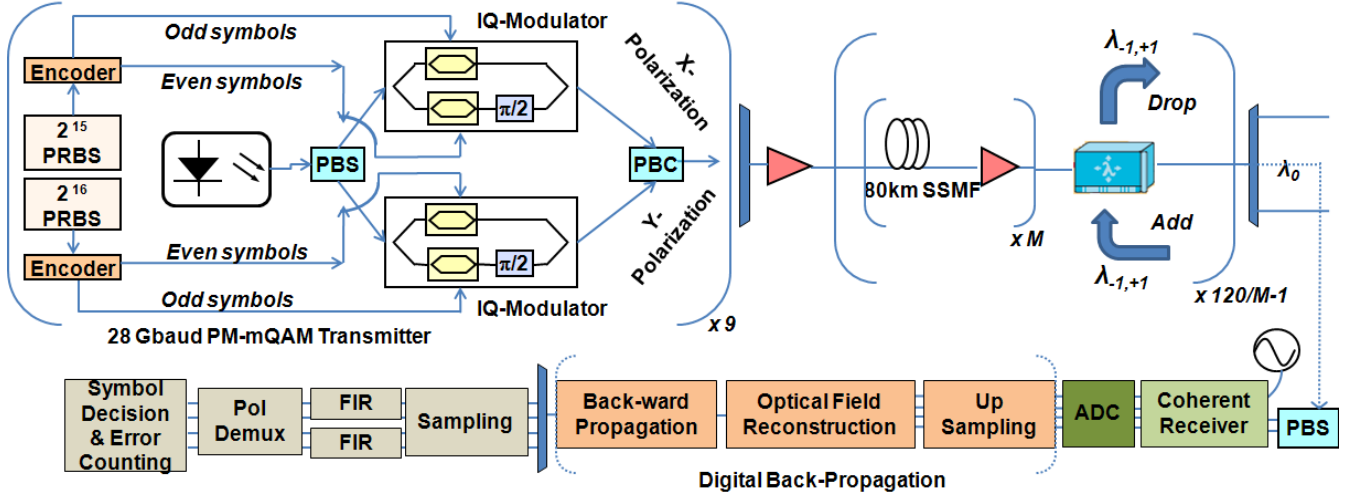 Odd symbols
IQ-Modulator
Encoder
Even symbols
π/2
2 15
PRBS
2 16
PRBS
PBS
PBC
X-
Polarization
Y-
Polarization
Even symbols
Encoder
π/2
Odd symbols
IQ-Modulator
28 Gbaud PM-mQAM Transmitter
x 9
80km SSMF
x M
λ-1,+1
Drop
Add
λ-1,+1
x 120/M-1
λ0
Symbol
Decision
& Error
Counting
Pol
Demux
FIR
FIR
Sampling
Back-ward
Propagation
Optical Field
Reconstruction
Up
Sampling
ADC
Coherent
Receiver
PBS
Digital Back-Propagation